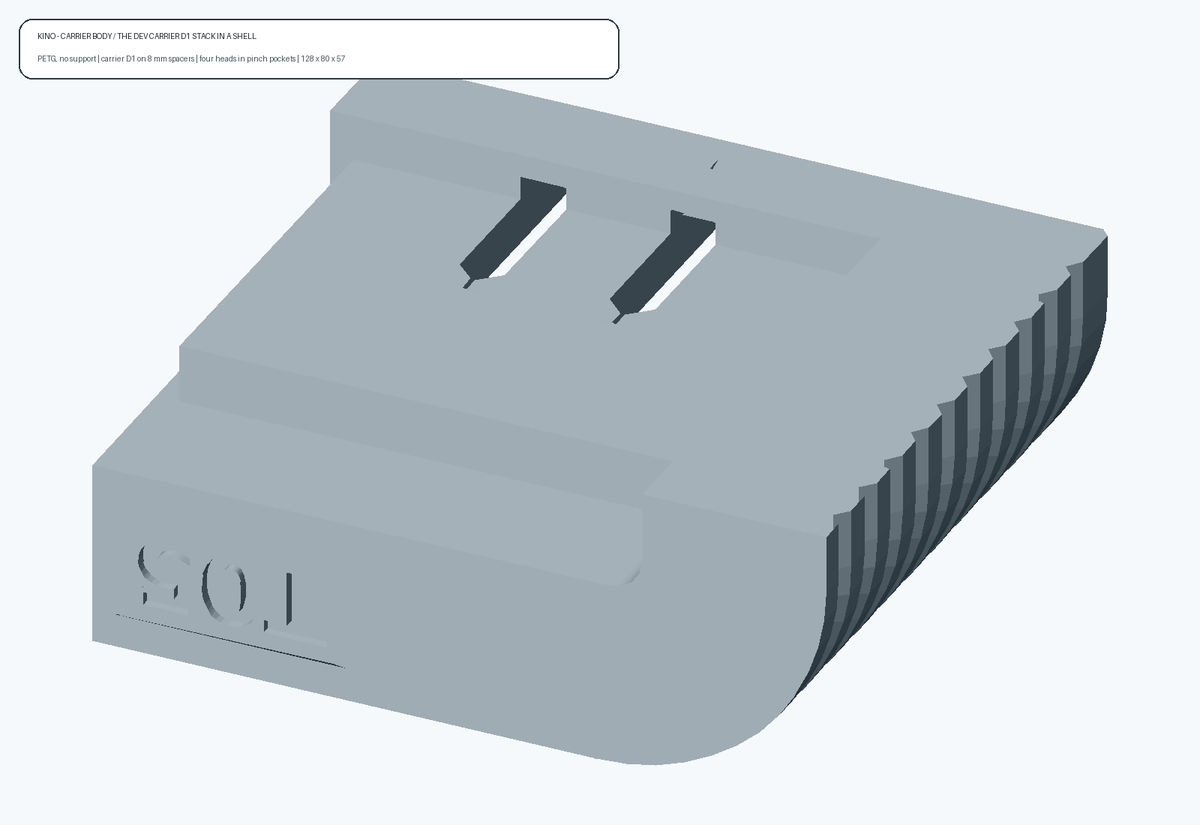 KINO - CARRIER BODY / THE DEV CARRIER D1 STACK IN A SHELL
PETG, no support | carrier D1 on 8 mm spacers | four heads in pinch pockets | 128 x 80 x 57